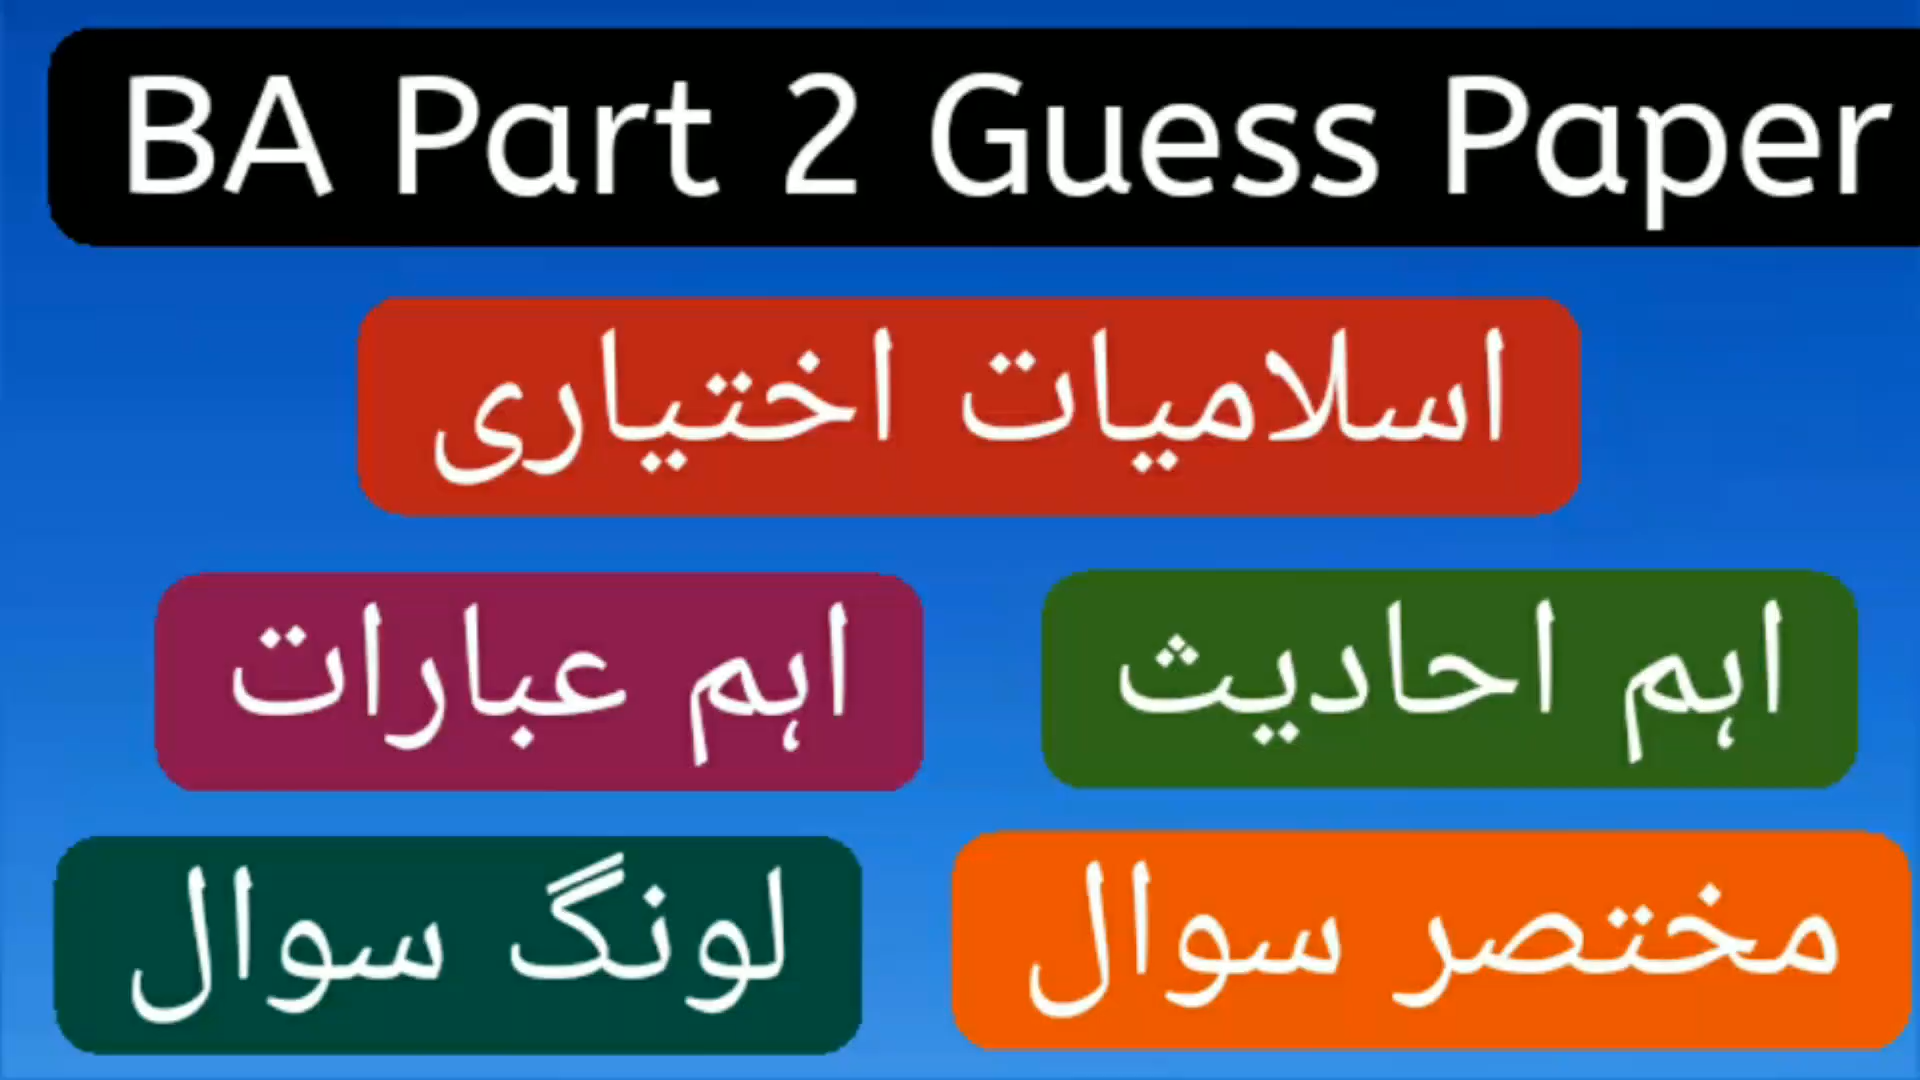 BA Part 2 Guess Paper
اسلامیات اختیاری
اہم احادیث
اہم عبارات
مختصر سوال
لونگ سوال